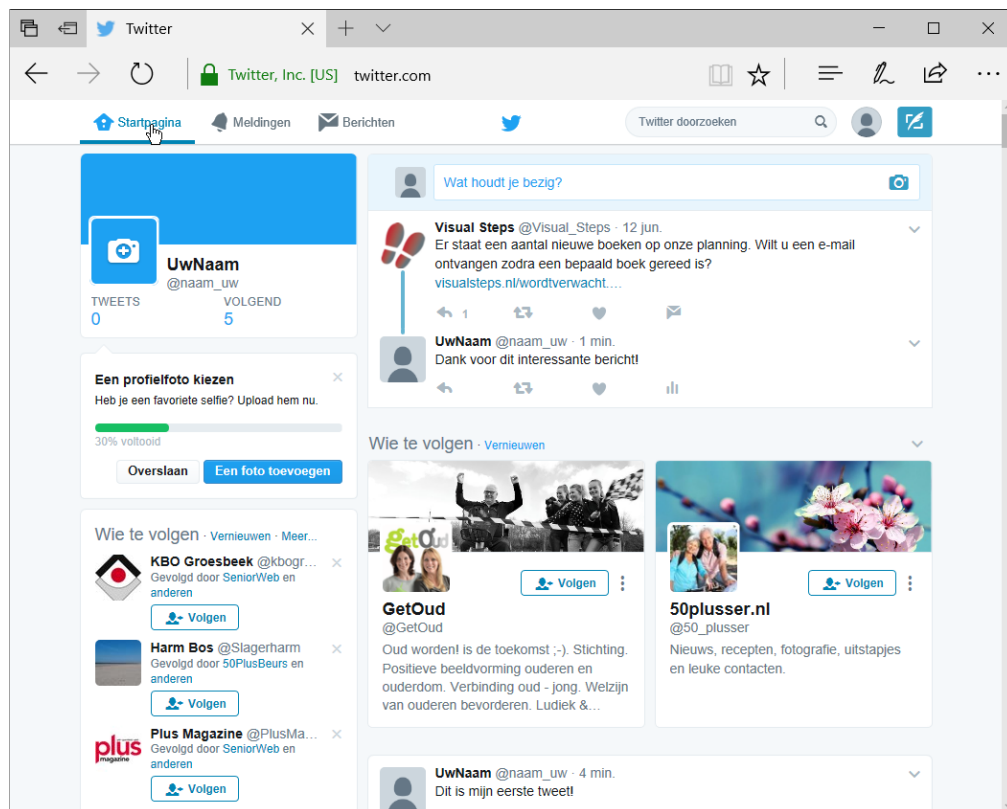 Twitter
Twitter, Inc. [US] twitter.com
Startpagina
Meldingen
Berichten
Twitter doorzoeken
UwNaam
@naam_uw
TWEETS VOLGEND
0 5
Een profielfoto kiezen
Heb je een favoriete selfie? Upload hem nu.
30% voltooid
Overslaan
Een foto toevoegen
Wie te volgen · Vernieuwen · Meer...
KBO Groesbeek @kbogr...
Gevolgd door SeniorWeb en
anderen
Volgen
Harm Bos @Slagerharm
Gevolgd door 50PlusBeurs en
anderen
Volgen
plus
magazine
Plus Magazine @PlusMa...
Gevolgd door SeniorWeb en
anderen
Volgen
Wat houdt je bezig?
Visual Steps @Visual_Steps · 12 jun.
Er staat een aantal nieuwe boeken op onze planning. Wilt u een e-mail
ontvangen zodra een bepaald boek gereed is?
visualsteps.nl/wordtverwacht....
1
UwNaam @naam_uw · 1 min.
Dank voor dit interessante bericht!
Wie te volgen · Vernieuwen
getOud
Volgen
GetOud
@GetOud
Oud worden! is de toekomst ;-). Stichting.
Positieve beeldvorming ouderen en
ouderdom. Verbinding oud - jong. Welzijn
van ouderen bevorderen. Ludiek &...
Volgen
50plusser.nl
@50_plusser
Nieuws, recepten, fotografie, uitstapjes
en leuke contacten.
UwNaam @naam_uw · 4 min.
Dit is mijn eerste tweet!